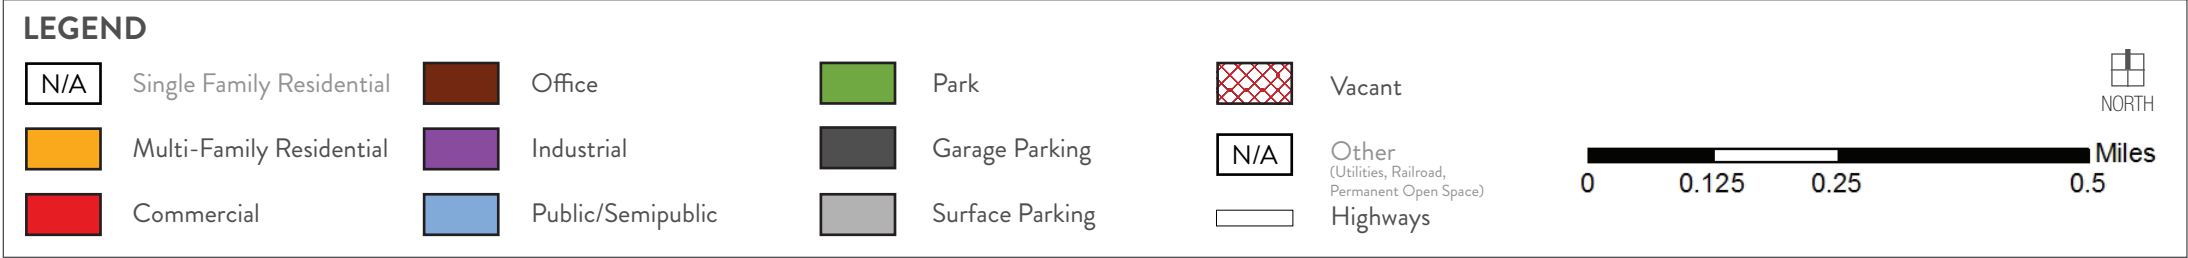 LEGEND
N/A Single Family Residential
Multi-Family Residential
Commercial
Office
Industrial
Public/Semipublic
Park
Garage Parking
Surface Parking
Vacant
N/A Other
(Utilities, Railroad,
Permanent Open Space)
Highways
NORTH
Miles
0 0.125 0.25 0.5